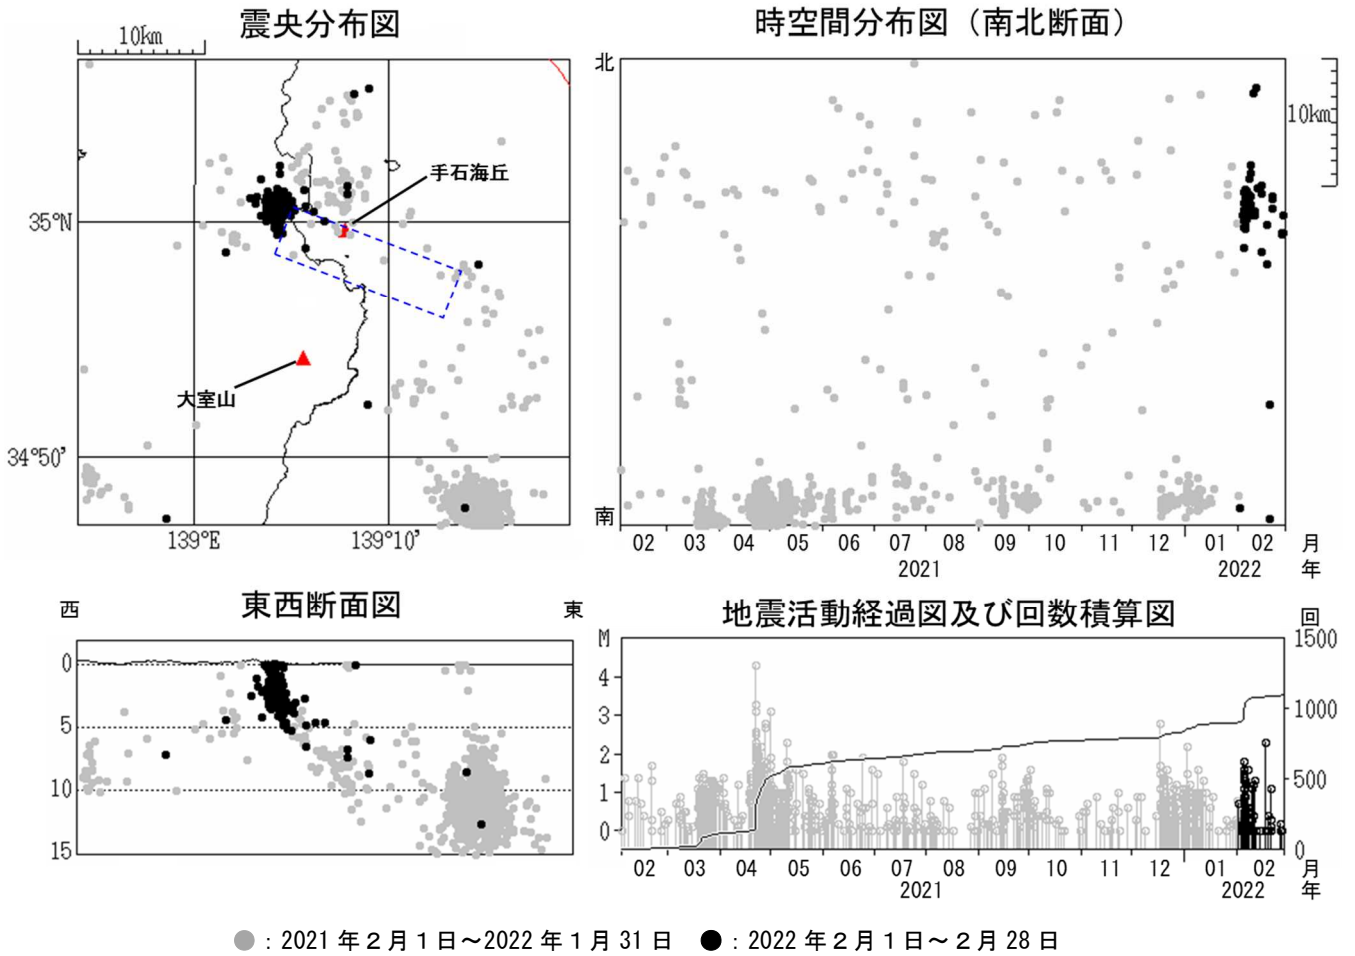 震央分布図
10km
手石海丘
35°N
大室山
34°50′
139°E
139°10′
時空間分布図（南北断面）
北
10km
南
02 03 04 05 06 07 08 09 10 11 12 01 02 月
2021 2022 年
東西断面図
西
東
0
5
10
15
地震活動経過図及び回数積算図
M
回
4
3
2
1
0
1500
1000
500
0
02 03 04 05 06 07 08 09 10 11 12 01 02 月
2021 2022 年
：2021 年２月１日～2022 年１月 31 日 ：2022 年２月１日～２月 28 日